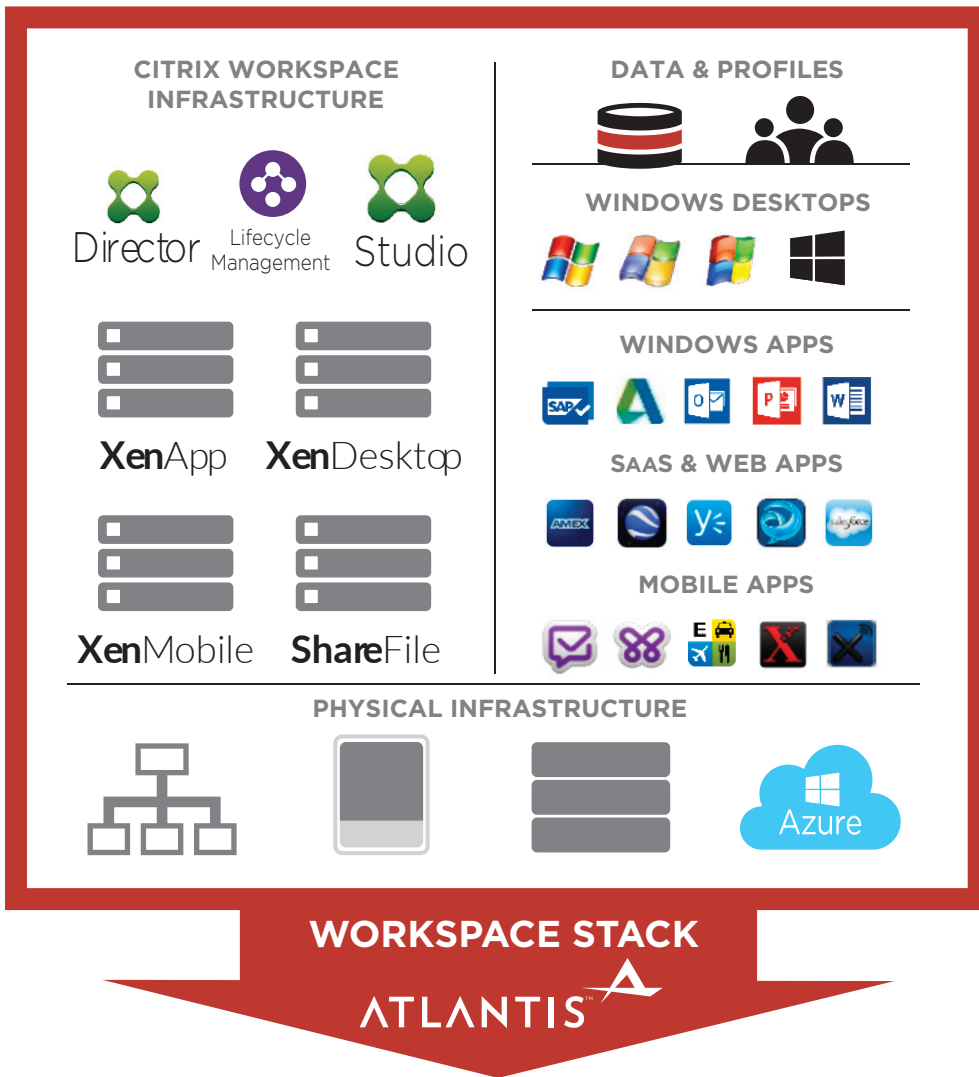 CITRIX WORKSPACE
INFRASTRUCTURE
Director
Lifecycle
Management
Studio
XenApp
XenDesktop
XenMobile
ShareFile
DATA & PROFILES
WINDOWS DESKTOPS
WINDOWS APPS
SAP
O
P
W
SAAS & WEB APPS
AMEX
y
salesforce
MOBILE APPS
E
X
X
PHYSICAL INFRASTRUCTURE
Azure
WORKSPACE STACK
ATLANTIS™